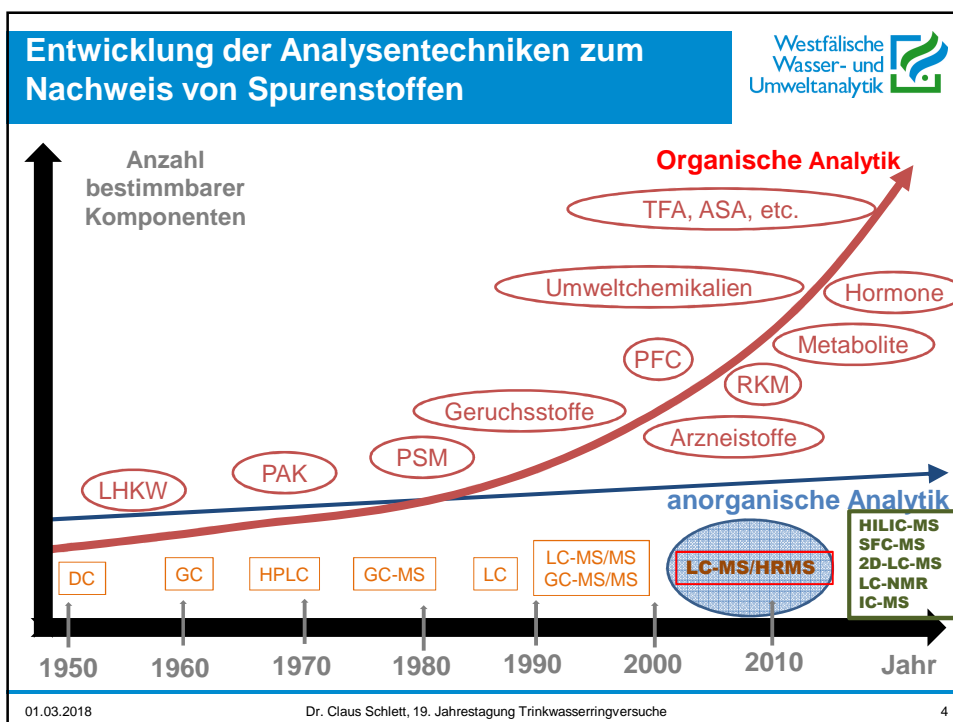 Entwicklung der Analysentechniken zum
Nachweis von Spurenstoffen
Westfälische
Wasser- und
Umweltanalytik
Anzahl
bestimmbarer
Komponenten
Organische Analytik
TFA, ASA, etc.
Umweltchemikalien
Hormone
Metabolite
PFC
RKM
Geruchsstoffe
Arzneistoffe
PSM
PAK
LHKW
anorganische Analytik
DC
GC
HPLC
GC-MS
LC
LC-MS/MS
GC-MS/MS
LC-MS/HRMS
HILIC-MS
SFC-MS
2D-LC-MS
LC-NMR
IC-MS
1950
1960
1970
1980
1990
2000
2010
Jahr
01.03.2018
Dr. Claus Schlett, 19. Jahrestagung Trinkwasserringversuche
4